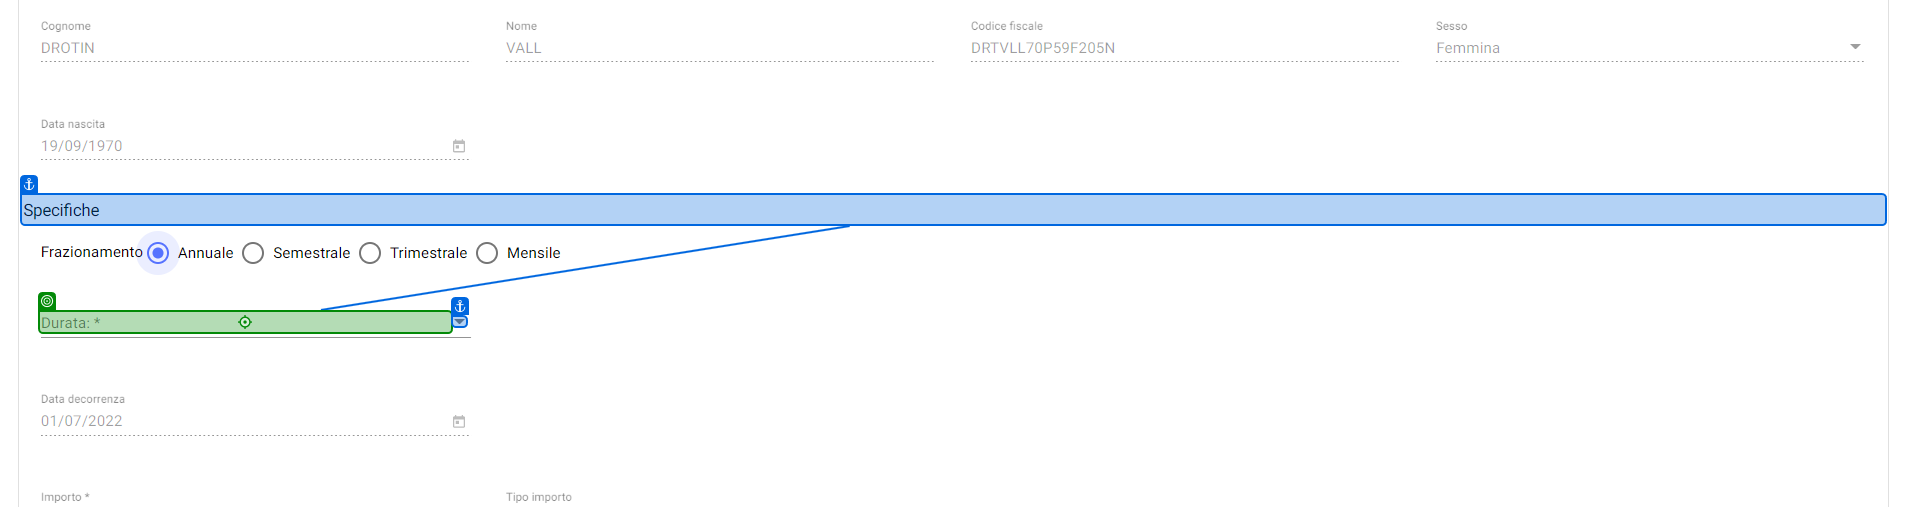 Cognome Nome Codice fiscale Sesso
DROTIN VALL DRTVLL70P59F205N Femmina
Data nascita
19/09/1970
Specifiche
Frazionamento Annuale Semestrale Trimestrale Mensile
Durata: *
Data decorrenza
01/07/2022
Importo * Tipo importo